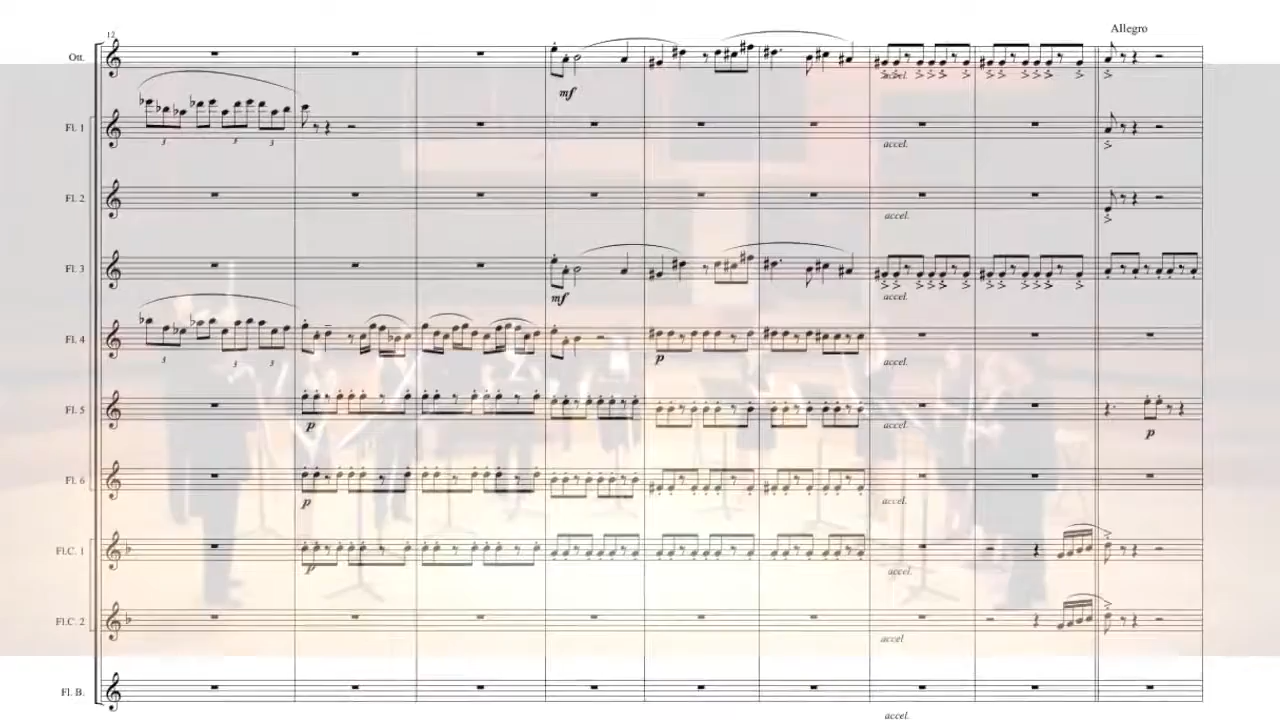 Allegro
12
Ott.
accel.
mf
Fl. 1
3 3 3
accel.
Fl. 2
accel.
Fl. 3
mf
accel.
Fl. 4
3 3 3
p
accel.
Fl. 5
p
accel.
p
Fl. 6
p
accel.
Fl.C. 1
p
accel.
Fl.C. 2
accel
Fl. B.
accel.